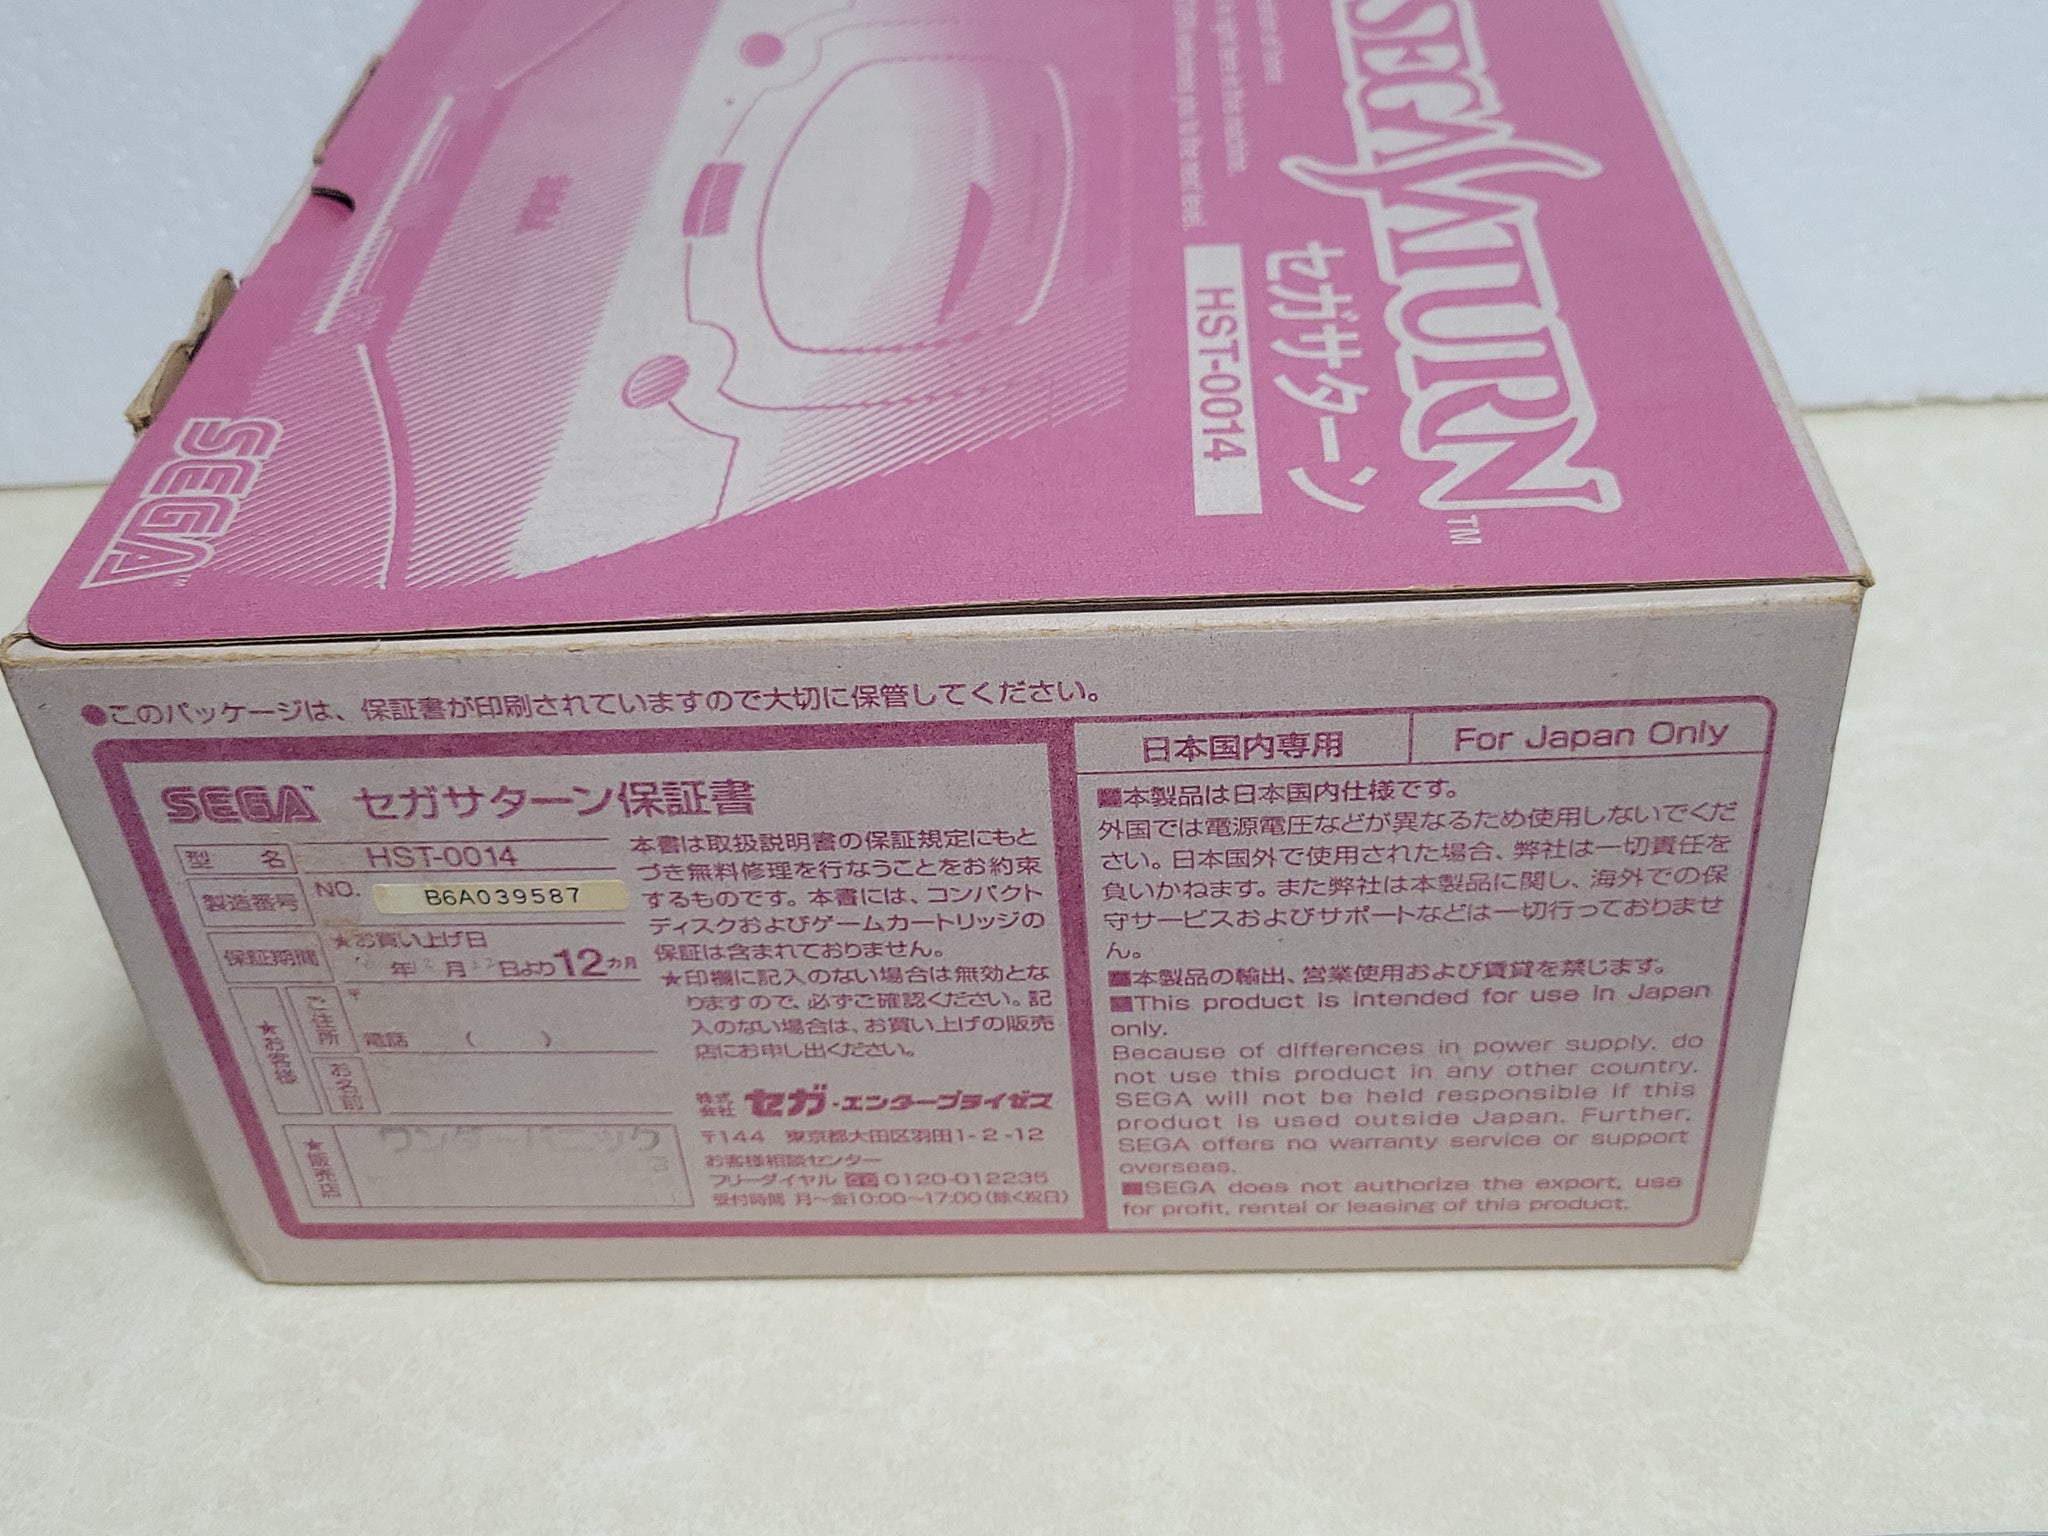 SEGA SATURN TM
セガサターン
HST-0014
SEGA
●このパッケージは、保証書が印刷されていますので大切に保管してください。
SEGA セガサターン保証書
型 名 HST-0014
製造番号 NO. B6A039587
保証期間 ★お買い上げ日
年 月 日より12ヵ月
★お客様
ご住所 〒
電話 ( )
お名前
★販売店
本書は取扱説明書の保証規定にもと
づき無料修理を行なうことをお約束
するものです。本書には、コンパクト
ディスクおよびゲームカートリッジの
保証は含まれておりません。
★印欄に記入のない場合は無効とな
りますので、必ずご確認ください。記
入のない場合は、お買い上げの販売
店にお申し出ください。
株式会社 セガ・エンタープライゼス
〒144 東京都大田区羽田1-2-12
お客様相談センター
フリーダイヤル 0120-012235
受付時間 月〜金10:00〜17:00(除く祝日)
日本国内専用 For Japan Only
■本製品は日本国内仕様です。
外国では電源電圧などが異なるため使用しないでくだ
さい。日本国外で使用された場合、弊社は一切責任を
負いかねます。また弊社は本製品に関し、海外での保
守サービスおよびサポートなどは一切行っておりませ
ん。
■本製品の輸出、営業使用および賃貸を禁じます。
■This product is intended for use in Japan
only.
Because of differences in power supply, do
not use this product in any other country.
SEGA will not be held responsible if this
product is used outside Japan. Further,
SEGA offers no warranty service or support
overseas.
■SEGA does not authorize the export, use
for profit, rental or leasing of this product.